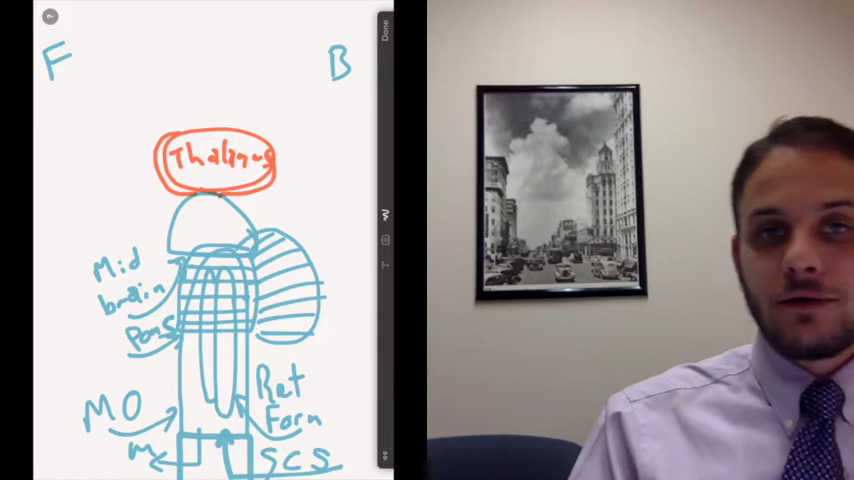 ?
Done
F
B
Thalamus
Mid
brain
Pons
Ret
Form
MO
m
SCS
T